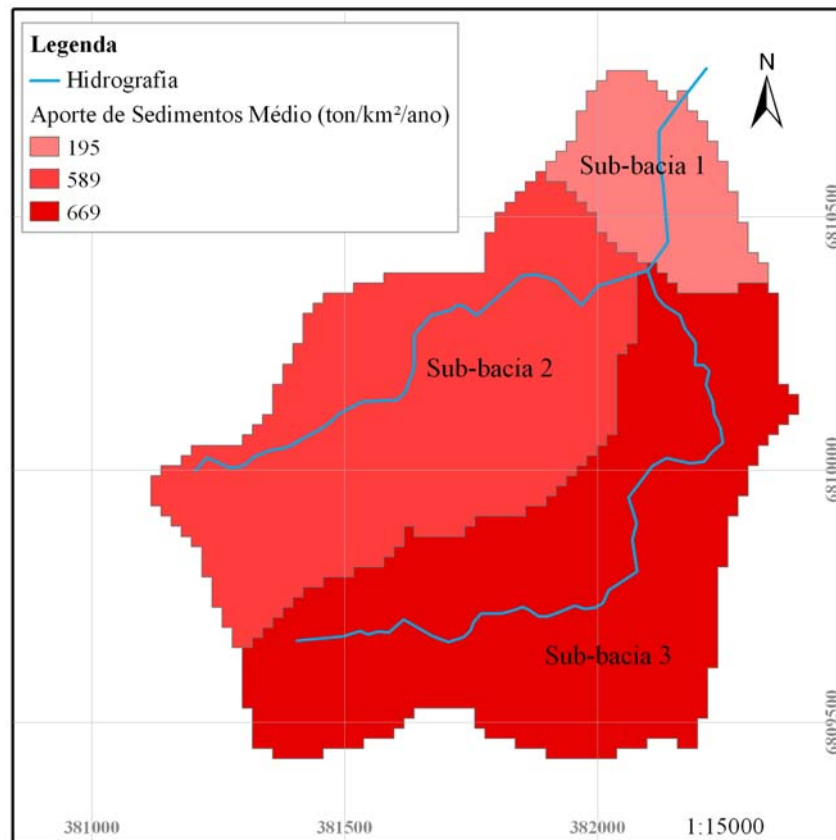 Legenda
Hidrografia
Aporte de Sedimentos Médio (ton/km²/ano)
195
589
669
N
Sub-bacia 1
6810500
Sub-bacia 2
6810000
Sub-bacia 3
6809500
381000
381500
382000
1:15000